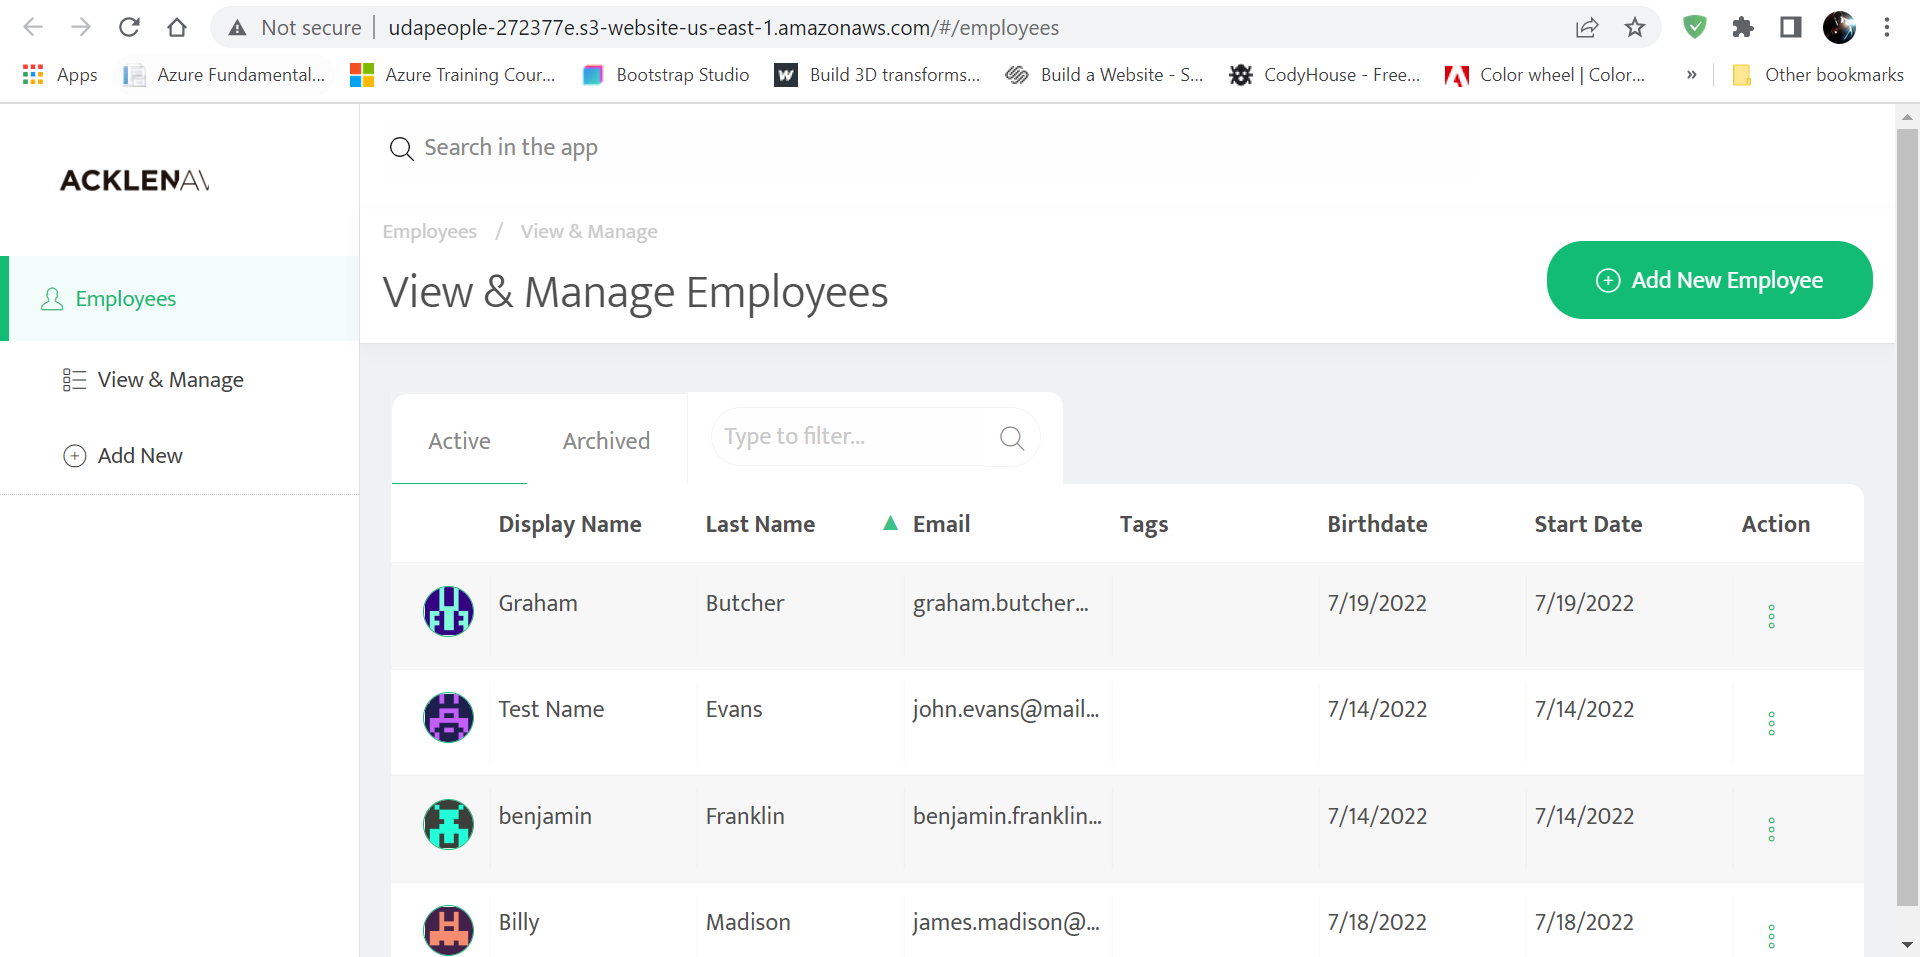 Not secure | udapeople-272377e.s3-website-us-east-1.amazonaws.com/#/employees
Apps Azure Fundamental... Azure Training Cour... Bootstrap Studio W Build 3D transforms... Build a Website - S... CodyHouse - Free... Color wheel | Color... » Other bookmarks
Search in the app
ACKLENAV
Employees / View & Manage
View & Manage Employees
Add New Employee
Employees
View & Manage
Add New
Active Archived Type to filter...
Display Name Last Name ▲ Email Tags Birthdate Start Date Action
Graham Butcher graham.butcher... 7/19/2022 7/19/2022
Test Name Evans john.evans@mail... 7/14/2022 7/14/2022
benjamin Franklin benjamin.franklin... 7/14/2022 7/14/2022
Billy Madison james.madison@... 7/18/2022 7/18/2022